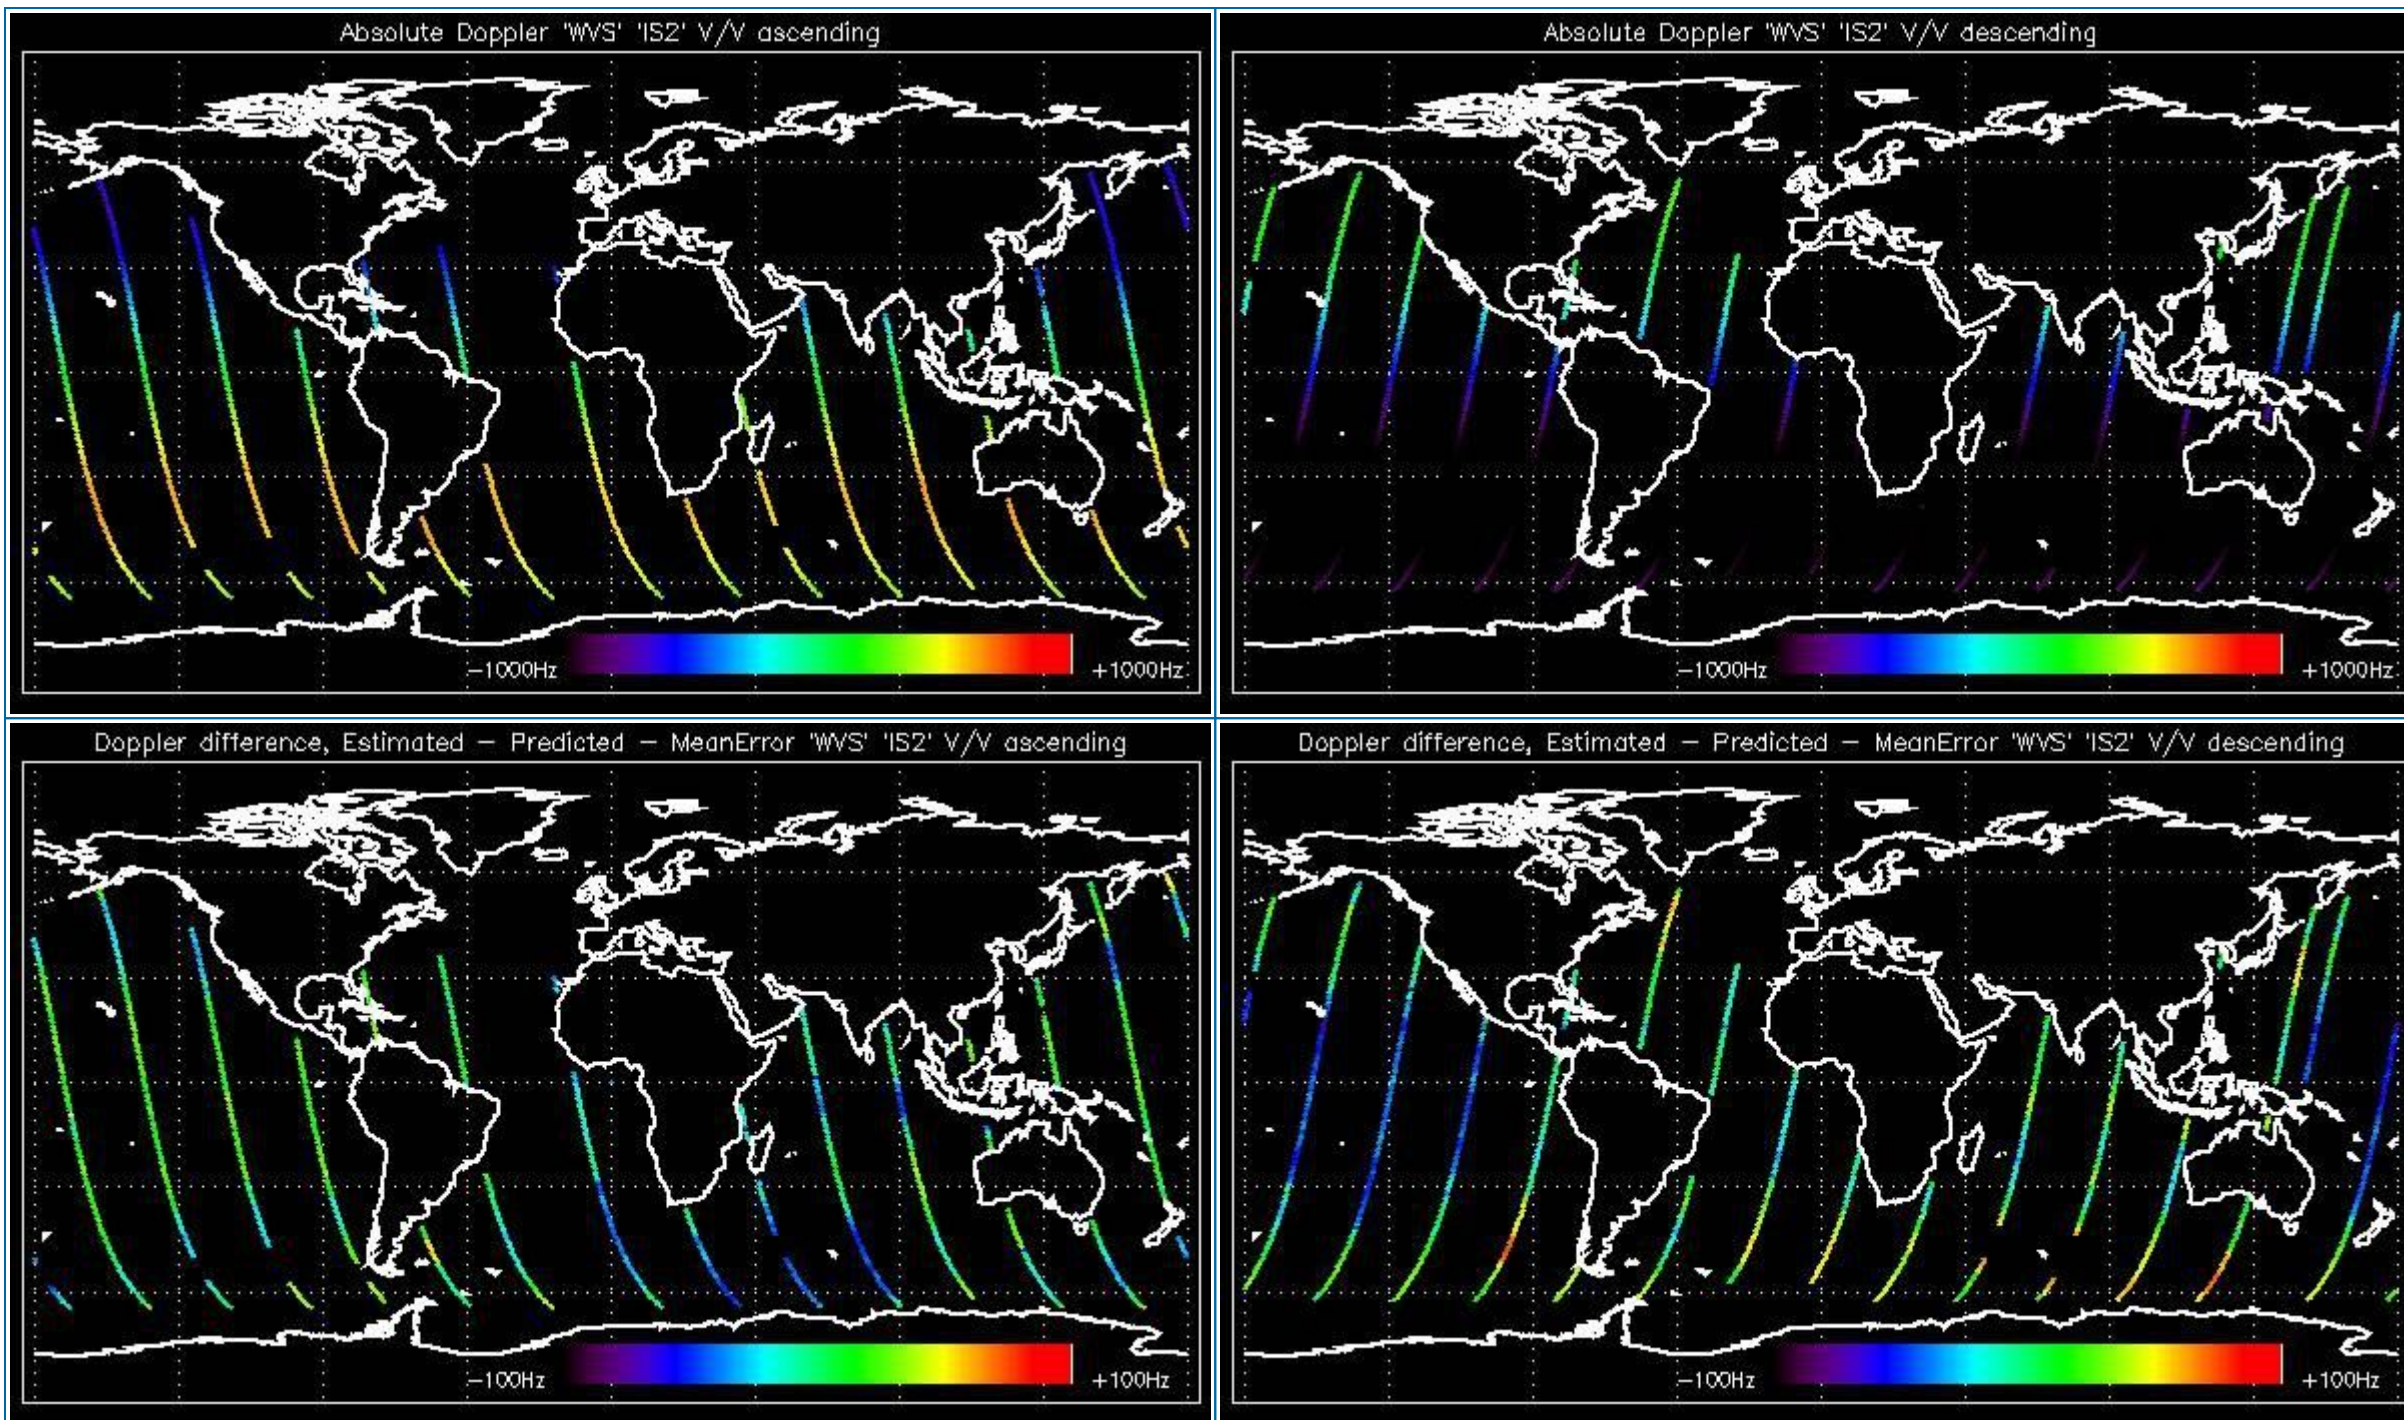 Absolute Doppler 'WVS' 'IS2' V/V ascending
−1000Hz
+1000Hz
Absolute Doppler 'WVS' 'IS2' V/V descending
−1000Hz
+1000Hz
Doppler difference, Estimated − Predicted − MeanError 'WVS' 'IS2' V/V ascending
−100Hz
+100Hz
Doppler difference, Estimated − Predicted − MeanError 'WVS' 'IS2' V/V descending
−100Hz
+100Hz